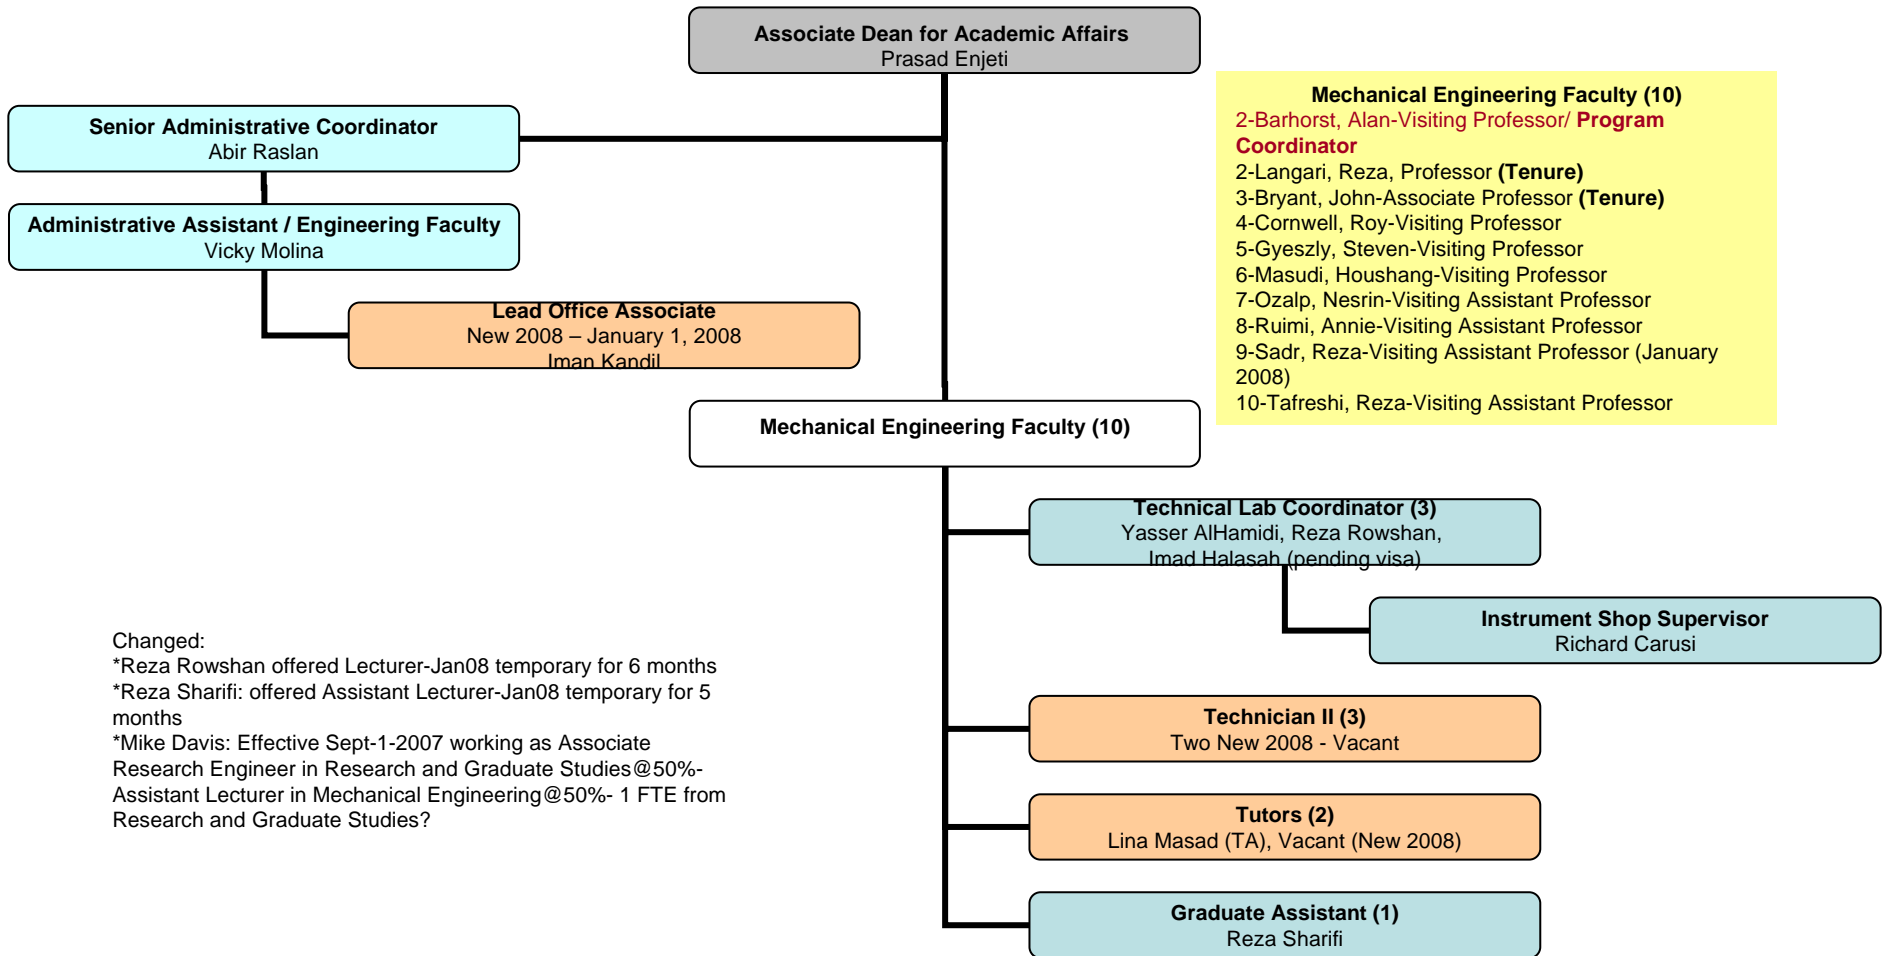 Associate Dean for Academic Affairs
Prasad Enjeti
Senior Administrative Coordinator
Abir Raslan
Administrative Assistant / Engineering Faculty
Vicky Molina
Lead Office Associate
New 2008 – January 1, 2008
Iman Kandil
Mechanical Engineering Faculty (10)
2-Barhorst, Alan-Visiting Professor/ Program
Coordinator
2-Langari, Reza, Professor (Tenure)
3-Bryant, John-Associate Professor (Tenure)
4-Cornwell, Roy-Visiting Professor
5-Gyeszly, Steven-Visiting Professor
6-Masudi, Houshang-Visiting Professor
7-Ozalp, Nesrin-Visiting Assistant Professor
8-Ruimi, Annie-Visiting Assistant Professor
9-Sadr, Reza-Visiting Assistant Professor (January
2008)
10-Tafreshi, Reza-Visiting Assistant Professor
Mechanical Engineering Faculty (10)
Technical Lab Coordinator (3)
Yasser AlHamidi, Reza Rowshan,
Imad Halasah (pending visa)
Instrument Shop Supervisor
Richard Carusi
Technician II (3)
Two New 2008 - Vacant
Tutors (2)
Lina Masad (TA), Vacant (New 2008)
Graduate Assistant (1)
Reza Sharifi
Changed:
*Reza Rowshan offered Lecturer-Jan08 temporary for 6 months
*Reza Sharifi: offered Assistant Lecturer-Jan08 temporary for 5
months
*Mike Davis: Effective Sept-1-2007 working as Associate
Research Engineer in Research and Graduate Studies@50%-
Assistant Lecturer in Mechanical Engineering@50%- 1 FTE from
Research and Graduate Studies?